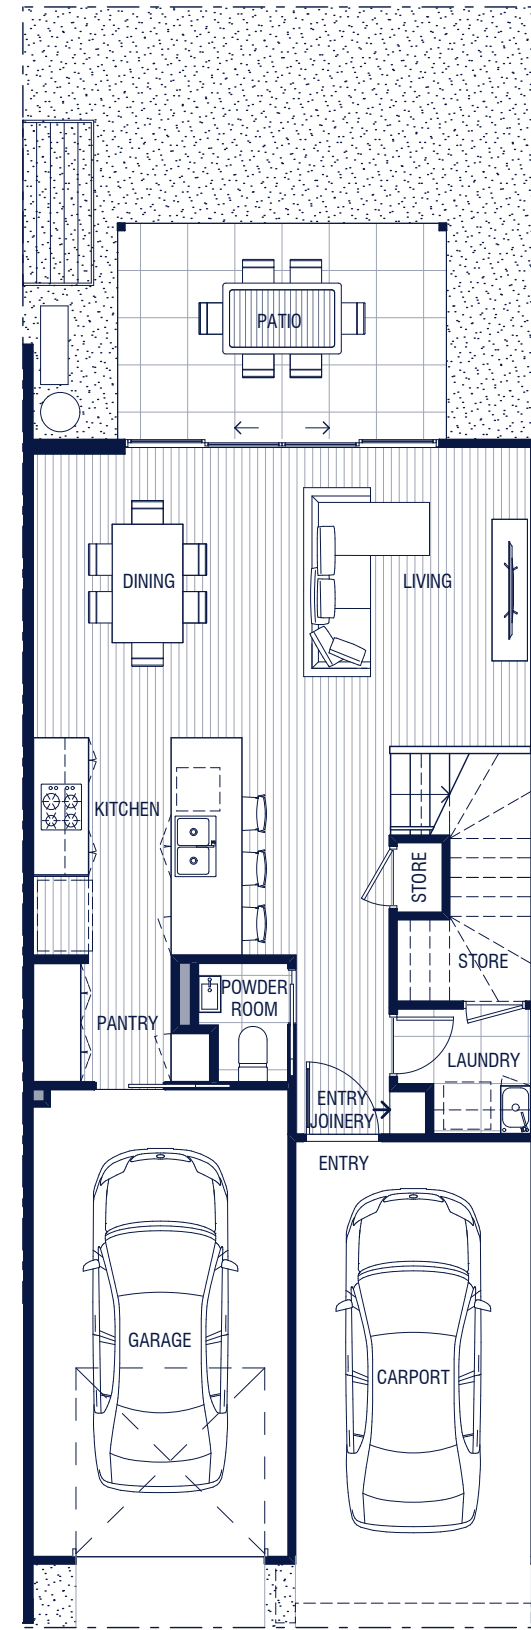 PATIO
DINING
LIVING
KITCHEN
STORE
STORE
POWDER
ROOM
PANTRY
LAUNDRY
ENTRY
JOINERY
ENTRY
GARAGE
CARPORT